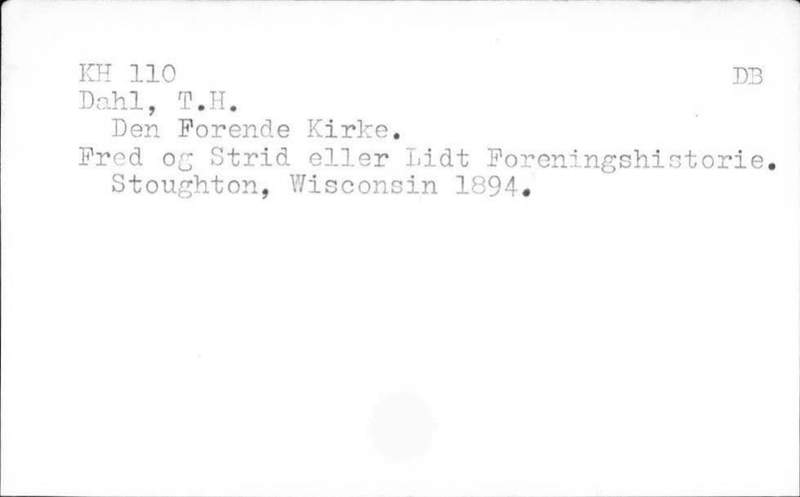 KH 110 DB
Dahl, T.H.
Den Forende Kirke.
Fred og Strid eller Lidt Foreningshistorie.
Stoughton, Wisconsin 1894.